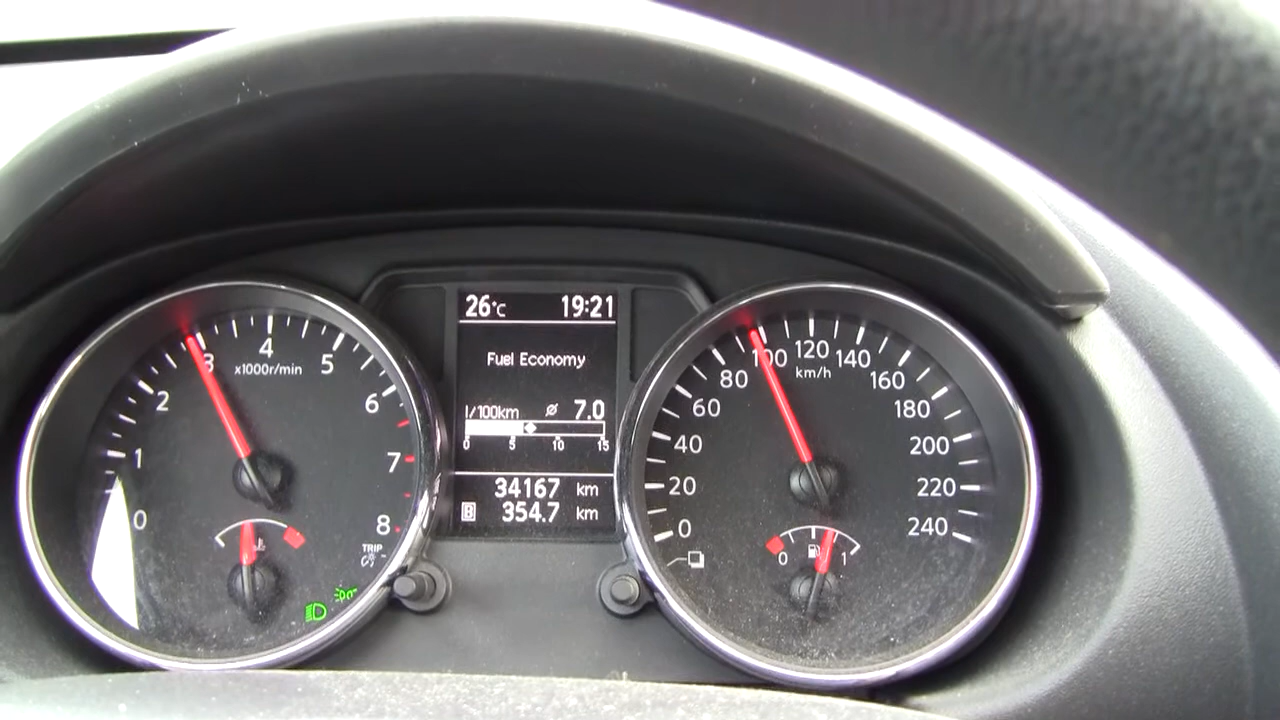 26°C 19:21
Fuel Economy
l/100km ⌀ 7.0
0 5 10 15
34167 km
B 354.7 km
0 1 2 3 4 5 6 7 8
x1000r/min
TRIP
0 20 40 60 80 100 120 140 160 180 200 220 240
km/h
0 1